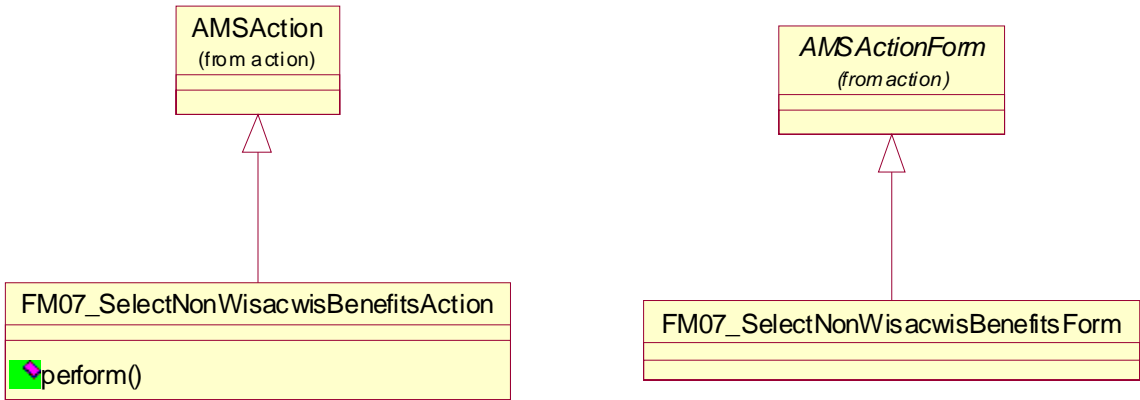 AMSAction
(from action)
AMSActionForm
(from action)
FM07_SelectNonWisacwisBenefitsAction
perform()
FM07_SelectNonWisacwisBenefitsForm